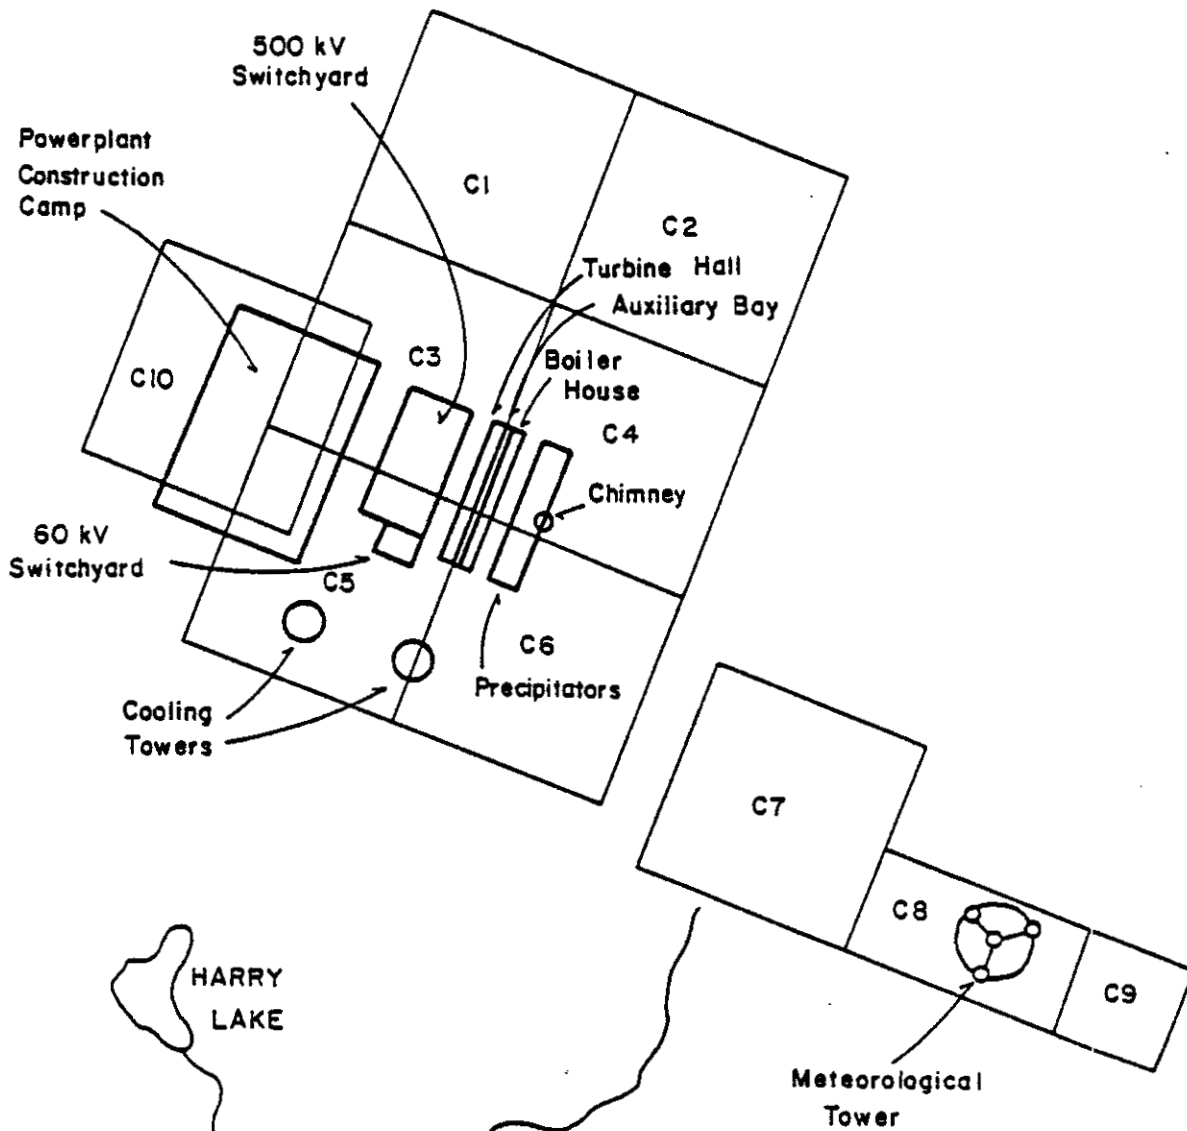 500 kV
Switchyard
Powerplant
Construction
Camp
C1
C2
Turbine Hall
Auxiliary Bay
Boiler
House
C3
C10
C4
Chimney
60 kV
Switchyard
C5
C6
Precipitators
Cooling
Towers
C7
C8
C9
HARRY
LAKE
Meteorological
Tower